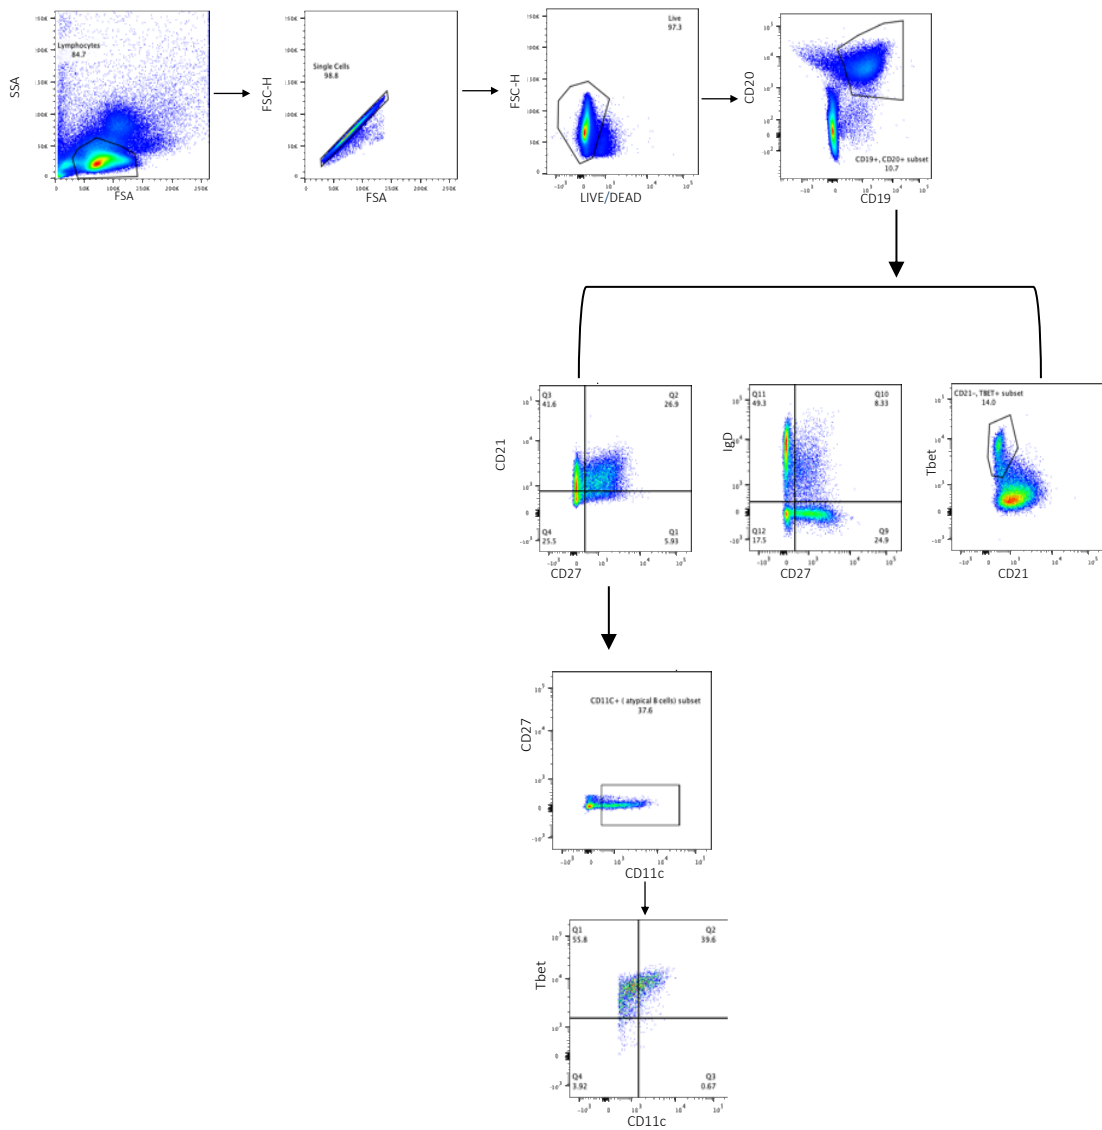 Lymphocytes
84.7
SSA
FSA
Single Cells
98.8
FSC-H
FSA
Live
97.3
FSC-H
LIVE/DEAD
CD20
CD19+, CD20+ subset
10.7
CD19
Q3
41.6
Q2
26.9
CD21
Q4
25.5
Q1
5.93
CD27
Q11
49.3
Q10
8.33
IgD
Q12
17.5
Q9
24.9
CD27
CD21-, TBET+ subset
14.0
Tbet
CD21
CD11C+ ( atypical B cells) subset
37.6
CD27
CD11c
Q1
55.8
Q2
39.6
Tbet
Q4
3.92
Q3
0.67
CD11c